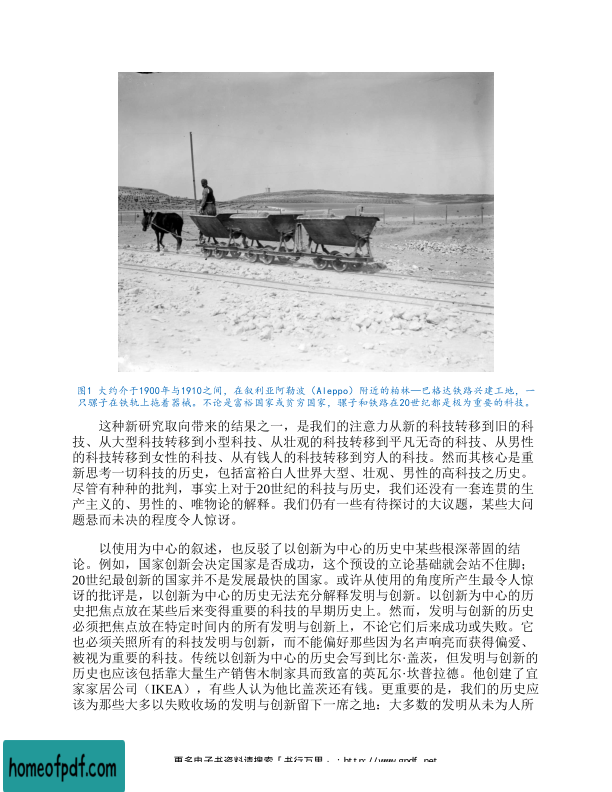 图1 大约介于1900年与1910之间，在叙利亚阿勒波（Aleppo）附近的柏林—巴格达铁路兴建工地，一
只骡子在铁轨上拖着器械。不论是富裕国家或贫穷国家，骡子和铁路在20世纪都是极为重要的科技。
这种新研究取向带来的结果之一，是我们的注意力从新的科技转移到旧的科
技、从大型科技转移到小型科技、从壮观的科技转移到平凡无奇的科技、从男性
的科技转移到女性的科技、从有钱人的科技转移到穷人的科技。然而其核心是重
新思考一切科技的历史，包括富裕白人世界大型、壮观、男性的高科技之历史。
尽管有种种的批判，事实上对于20世纪的科技与历史，我们还没有一套连贯的生
产主义的、男性的、唯物论的解释。我们仍有一些有待探讨的大议题，某些大问
题悬而未决的程度令人惊讶。
以使用为中心的叙述，也反驳了以创新为中心的历史中某些根深蒂固的结
论。例如，国家创新会决定国家是否成功，这个预设的立论基础就会站不住脚；
20世纪最创新的国家并不是发展最快的国家。或许从使用的角度所产生最令人惊
讶的批评是，以创新为中心的历史无法充分解释发明与创新。以创新为中心的历
史把焦点放在某些后来变得重要的科技的早期历史上。然而，发明与创新的历史
必须把焦点放在特定时间内的所有发明与创新上，不论它们后来成功或失败。它
也必须关照所有的科技发明与创新，而不能偏好那些因为名声响亮而获得偏爱、
被视为重要的科技。传统以创新为中心的历史会写到比尔·盖茨，但发明与创新的
历史也应该包括靠大量生产销售木制家具而致富的英瓦尔·坎普拉德。他创建了宜
家家居公司（IKEA），有些人认为他比盖茨还有钱。更重要的是，我们的历史应
该为那些大多以失败收场的发明与创新留下一席之地；大多数的发明从未为人所
更多电子书资料请搜索「书行万里」：http://www.gpdf.net
homeofpdf.com